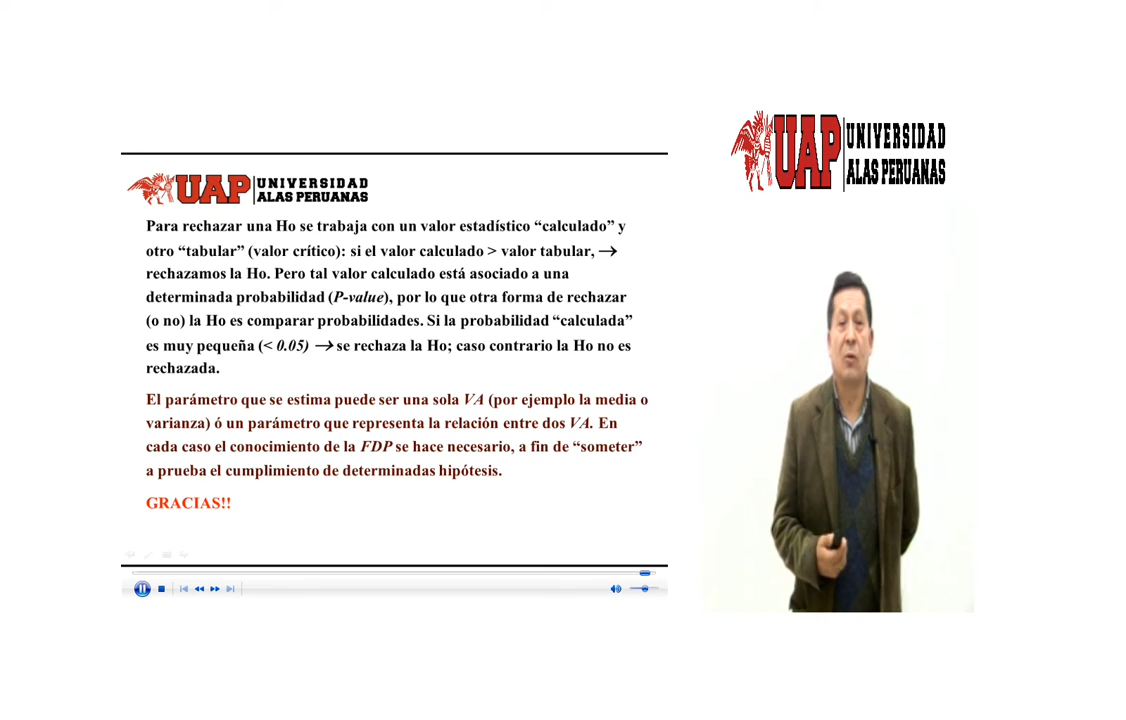 UAP UNIVERSIDAD
ALAS PERUANAS
Para rechazar una Ho se trabaja con un valor estadístico “calculado” y
otro “tabular” (valor crítico): si el valor calculado > valor tabular, →
rechazamos la Ho. Pero tal valor calculado está asociado a una
determinada probabilidad (P-value), por lo que otra forma de rechazar
(o no) la Ho es comparar probabilidades. Si la probabilidad “calculada”
es muy pequeña (< 0.05) → se rechaza la Ho; caso contrario la Ho no es
rechazada.
El parámetro que se estima puede ser una sola VA (por ejemplo la media o
varianza) ó un parámetro que representa la relación entre dos VA. En
cada caso el conocimiento de la FDP se hace necesario, a fin de “someter”
a prueba el cumplimiento de determinadas hipótesis.
GRACIAS!!
UAP UNIVERSIDAD
ALAS PERUANAS